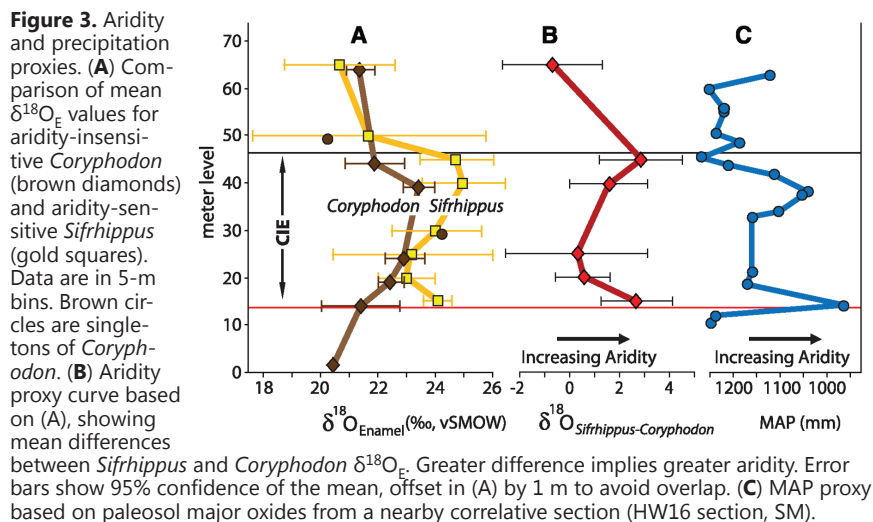 Figure 3. Aridity
and precipitation
proxies. (A) Com-
parison of mean
δ¹⁸O_E values for
aridity-insensi-
tive Coryphodon
(brown diamonds)
and aridity-sen-
sitive Sifrhippus
(gold squares).
Data are in 5-m
bins. Brown cir-
cles are single-
tons of Coryph-
odon. (B) Aridity
proxy curve based
on (A), showing
mean differences
between Sifrhippus and Coryphodon δ¹⁸O_E. Greater difference implies greater aridity. Error
bars show 95% confidence of the mean, offset in (A) by 1 m to avoid overlap. (C) MAP proxy
based on paleosol major oxides from a nearby correlative section (HW16 section, SM).
A B C
meter level
70
60
50
40
30
20
10
0
CIE
Coryphodon Sifrhippus
Increasing Aridity
Increasing Aridity
18 20 22 24 26
-2 0 2 4
1200 1100 1000
δ¹⁸O_Enamel(‰, vSMOW)
δ¹⁸O_Sifrhippus-Coryphodon
MAP (mm)